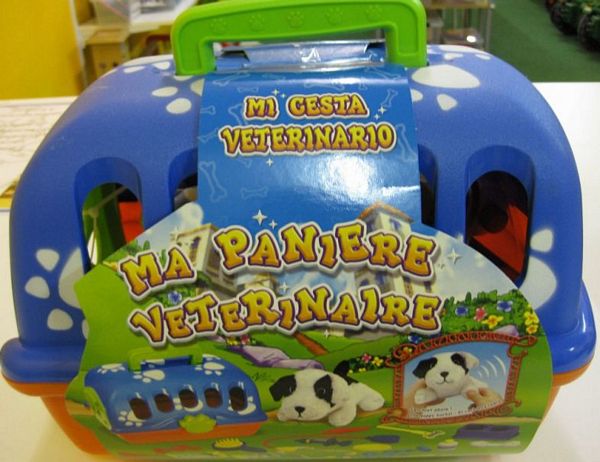 MI CESTA
VETERINARIO
MA PANIERE
VETERINAIRE